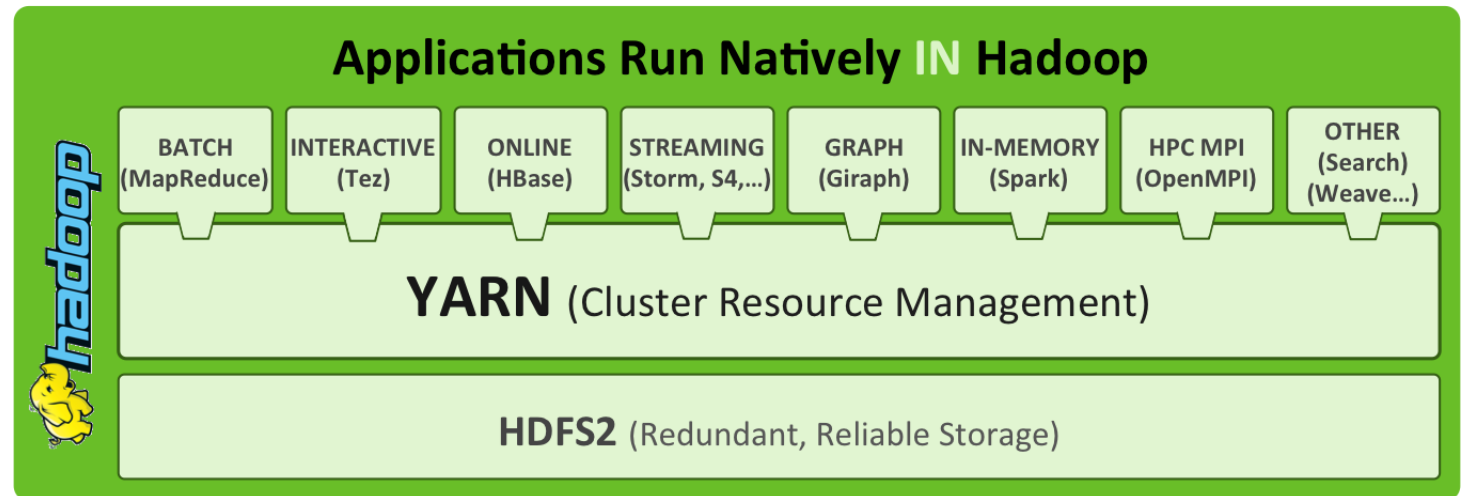 Applications Run Natively IN Hadoop
hadoop
BATCH
(MapReduce)
INTERACTIVE
(Tez)
ONLINE
(HBase)
STREAMING
(Storm, S4,...)
GRAPH
(Giraph)
IN-MEMORY
(Spark)
HPC MPI
(OpenMPI)
OTHER
(Search)
(Weave...)
YARN (Cluster Resource Management)
HDFS2 (Redundant, Reliable Storage)